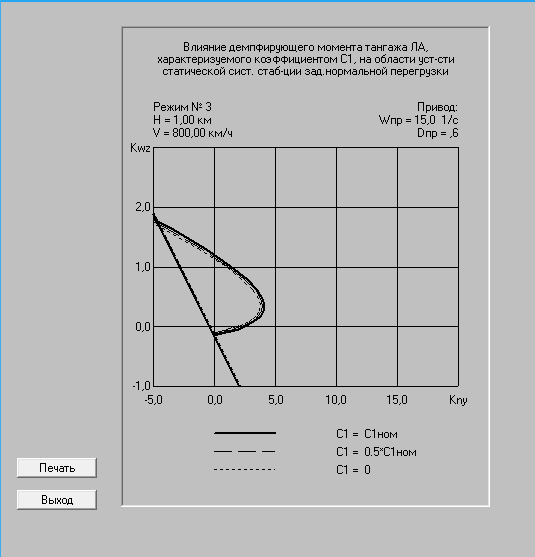 Влияние демпфирующего момента тангажа ЛА,
характеризуемого коэффициентом С1, на области уст-сти
статической сист. стаб-ции зад.нормальной перегрузки
Режим № 3
H = 1,00 км
V = 800,00 км/ч
Привод:
Wпр = 15,0 1/с
Dпр = ,6
Kwz
2,0
1,0
0,0
-1,0
-5,0 0,0 5,0 10,0 15,0 Kny
C1 = C1ном
C1 = 0.5*C1ном
C1 = 0
Печать
Выход